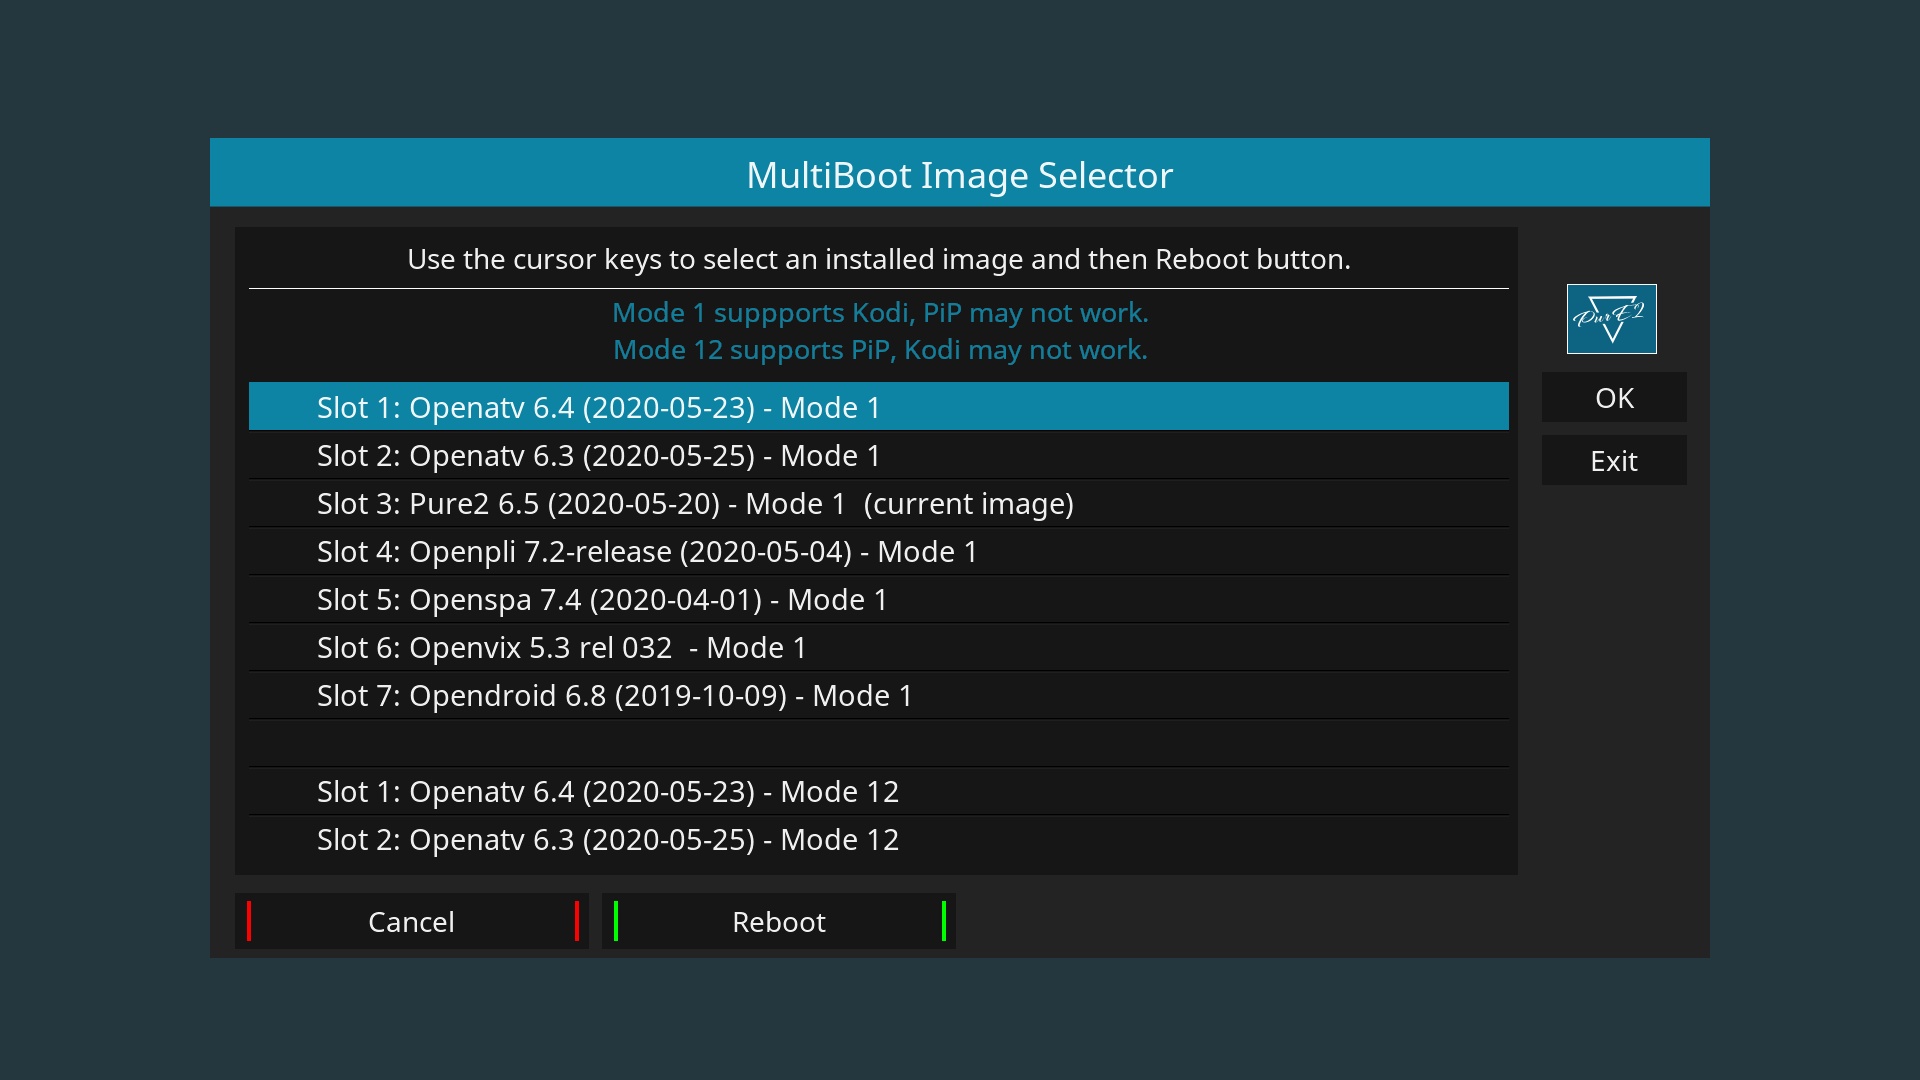 MultiBoot Image Selector
Use the cursor keys to select an installed image and then Reboot button.
Mode 1 suppports Kodi, PiP may not work.
Mode 12 supports PiP, Kodi may not work.
PurE2
Slot 1: Openatv 6.4 (2020-05-23) - Mode 1
OK
Slot 2: Openatv 6.3 (2020-05-25) - Mode 1
Exit
Slot 3: Pure2 6.5 (2020-05-20) - Mode 1  (current image)
Slot 4: Openpli 7.2-release (2020-05-04) - Mode 1
Slot 5: Openspa 7.4 (2020-04-01) - Mode 1
Slot 6: Openvix 5.3 rel 032  - Mode 1
Slot 7: Opendroid 6.8 (2019-10-09) - Mode 1
Slot 1: Openatv 6.4 (2020-05-23) - Mode 12
Slot 2: Openatv 6.3 (2020-05-25) - Mode 12
Cancel
Reboot